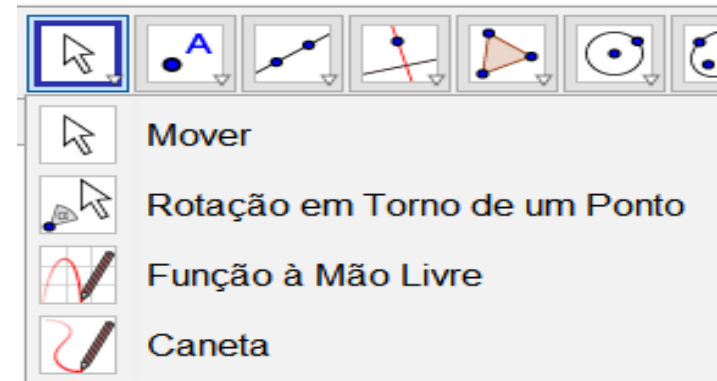 A
Mover
Rotação em Torno de um Ponto
Função à Mão Livre
Caneta